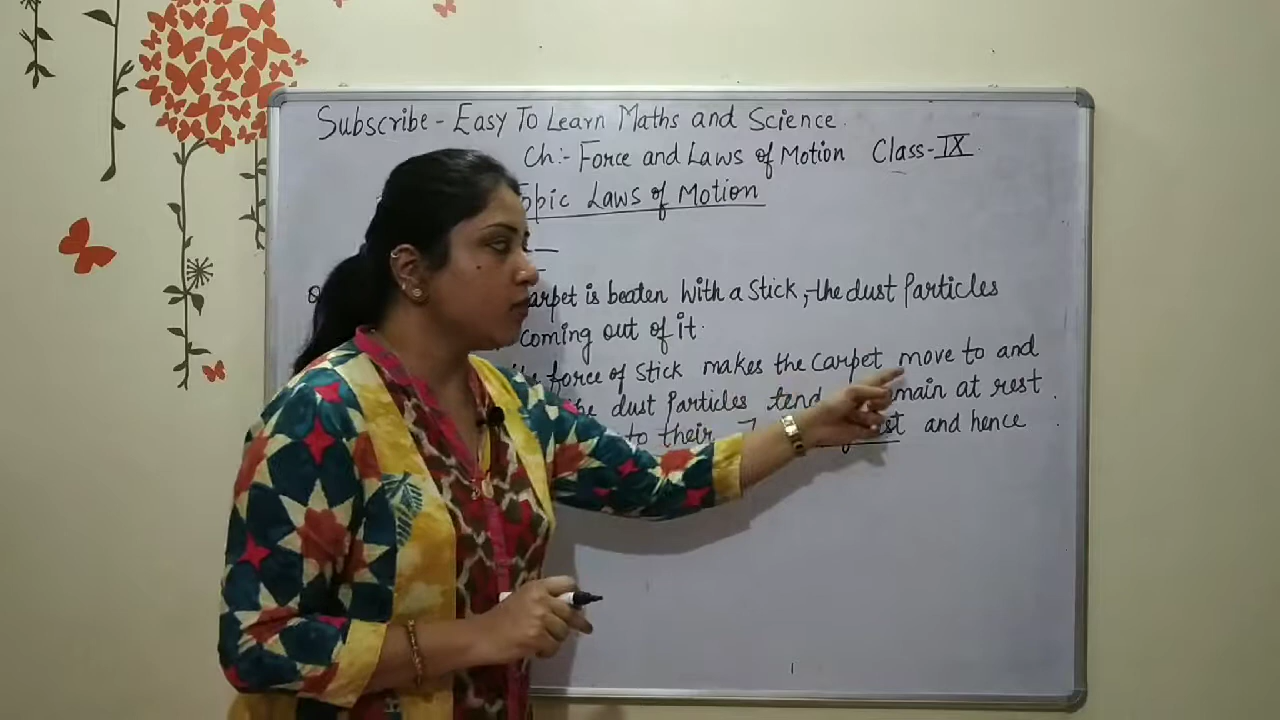 Subscribe - Easy To Learn Maths and Science.
Ch:- Force and Laws of Motion Class-IX
Laws of Motion
is beaten with a stick, the dust particles
coming out of it.
force of stick makes the carpet move to and
dust particles tend at rest.
to their and hence